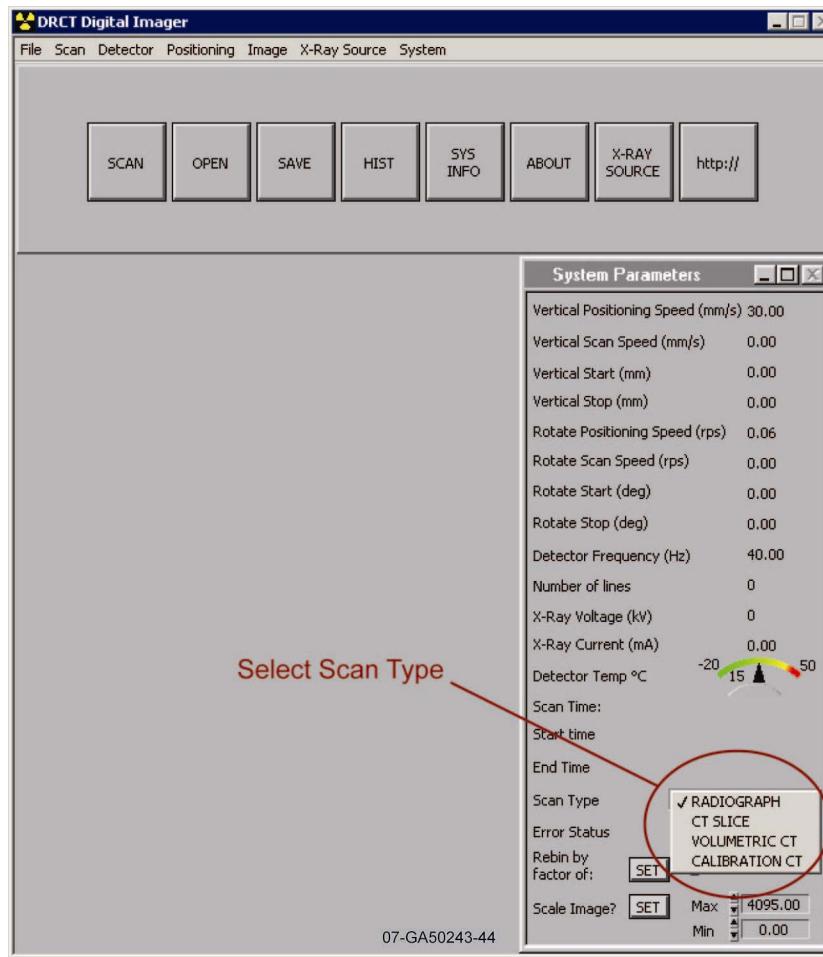 DRCT Digital Imager
File Scan Detector Positioning Image X-Ray Source System
SCAN
OPEN
SAVE
HIST
SYS
INFO
ABOUT
X-RAY
SOURCE
http://
System Parameters
Vertical Positioning Speed (mm/s) 30.00
Vertical Scan Speed (mm/s) 0.00
Vertical Start (mm) 0.00
Vertical Stop (mm) 0.00
Rotate Positioning Speed (rps) 0.06
Rotate Scan Speed (rps) 0.00
Rotate Start (deg) 0.00
Rotate Stop (deg) 0.00
Detector Frequency (Hz) 40.00
Number of lines 0
X-Ray Voltage (kV) 0
X-Ray Current (mA) 0.00
Detector Temp °C -20 15 50
Scan Time:
Start time
End Time
Scan Type
RADIOGRAPH
CT SLICE
VOLUMETRIC CT
CALIBRATION CT
Error Status
Rebin by
factor of: SET
Scale Image? SET Max 4095.00
Min 0.00
Select Scan Type
07-GA50243-44